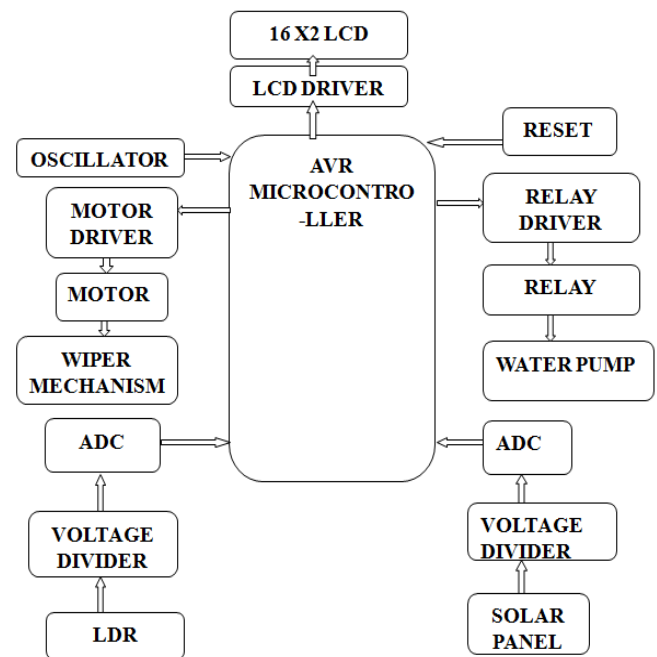 16 X2 LCD
LCD DRIVER
RESET
OSCILLATOR
AVR
MICROCONTRO
-LLER
MOTOR
DRIVER
RELAY
DRIVER
MOTOR
RELAY
WIPER
MECHANISM
WATER PUMP
ADC
ADC
VOLTAGE
DIVIDER
VOLTAGE
DIVIDER
LDR
SOLAR
PANEL